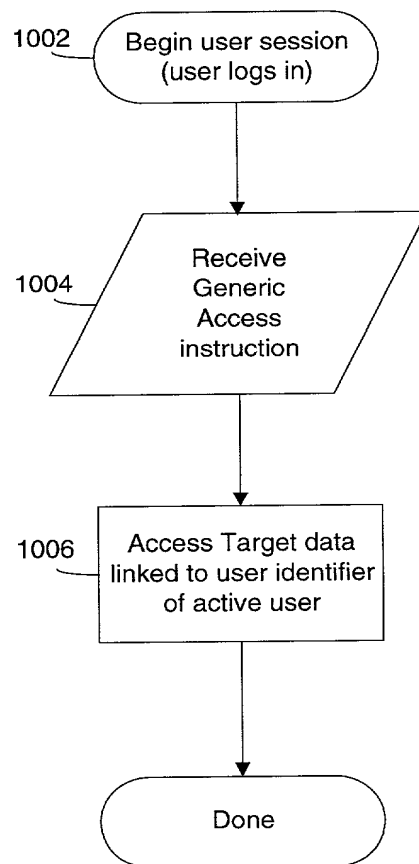 1002
Begin user session
(user logs in)
1004
Receive
Generic
Access
instruction
1006
Access Target data
linked to user identifier
of active user
Done